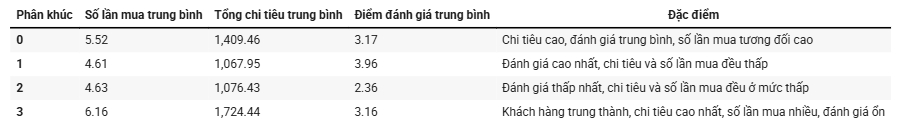 Phân khúc Số lần mua trung bình Tổng chi tiêu trung bình Điểm đánh giá trung bình Đặc điểm
0 5.52 1,409.46 3.17 Chi tiêu cao, đánh giá trung bình, số lần mua tương đối cao
1 4.61 1,067.95 3.96 Đánh giá cao nhất, chi tiêu và số lần mua đều thấp
2 4.63 1,076.43 2.36 Đánh giá thấp nhất, chi tiêu và số lần mua đều ở mức thấp
3 6.16 1,724.44 3.16 Khách hàng trung thành, chi tiêu cao nhất, số lần mua nhiều, đánh giá ổn